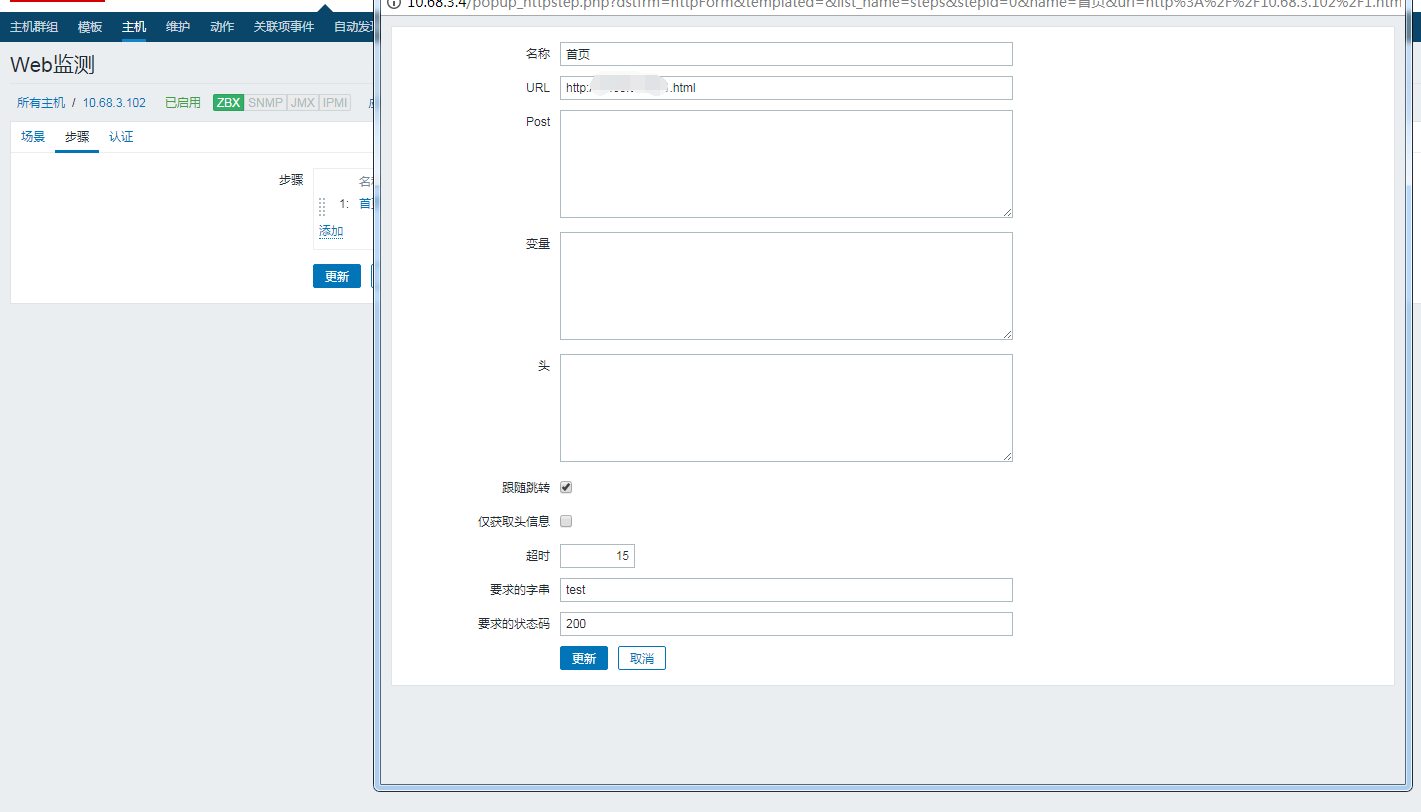 10.68.3.4/popup_httpstep.php?dstfrm=httpForm&templated=&list_name=steps&stepid=0&name=首页&url=http%3A%2F%2F10.68.3.102%2F1.htm
主机群组 模板 主机 维护 动作 关联项事件 自动发现
Web监测
所有主机 / 10.68.3.102 已启用 ZBX SNMP JMX IPMI
场景 步骤 认证
步骤
名称
1: 首页
添加
更新
名称 首页
URL http: .html
Post
变量
头
跟随跳转
仅获取头信息
超时 15
要求的字串 test
要求的状态码 200
更新 取消